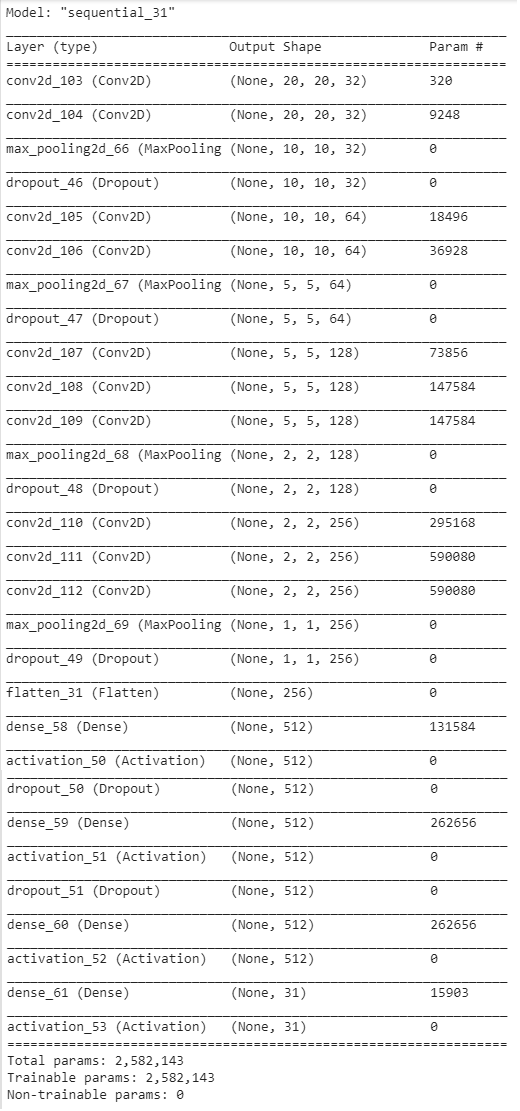 Model: "sequential_31"
Layer (type) Output Shape Param #
conv2d_103 (Conv2D) (None, 20, 20, 32) 320
conv2d_104 (Conv2D) (None, 20, 20, 32) 9248
max_pooling2d_66 (MaxPooling (None, 10, 10, 32) 0
dropout_46 (Dropout) (None, 10, 10, 32) 0
conv2d_105 (Conv2D) (None, 10, 10, 64) 18496
conv2d_106 (Conv2D) (None, 10, 10, 64) 36928
max_pooling2d_67 (MaxPooling (None, 5, 5, 64) 0
dropout_47 (Dropout) (None, 5, 5, 64) 0
conv2d_107 (Conv2D) (None, 5, 5, 128) 73856
conv2d_108 (Conv2D) (None, 5, 5, 128) 147584
conv2d_109 (Conv2D) (None, 5, 5, 128) 147584
max_pooling2d_68 (MaxPooling (None, 2, 2, 128) 0
dropout_48 (Dropout) (None, 2, 2, 128) 0
conv2d_110 (Conv2D) (None, 2, 2, 256) 295168
conv2d_111 (Conv2D) (None, 2, 2, 256) 590080
conv2d_112 (Conv2D) (None, 2, 2, 256) 590080
max_pooling2d_69 (MaxPooling (None, 1, 1, 256) 0
dropout_49 (Dropout) (None, 1, 1, 256) 0
flatten_31 (Flatten) (None, 256) 0
dense_58 (Dense) (None, 512) 131584
activation_50 (Activation) (None, 512) 0
dropout_50 (Dropout) (None, 512) 0
dense_59 (Dense) (None, 512) 262656
activation_51 (Activation) (None, 512) 0
dropout_51 (Dropout) (None, 512) 0
dense_60 (Dense) (None, 512) 262656
activation_52 (Activation) (None, 512) 0
dense_61 (Dense) (None, 31) 15903
activation_53 (Activation) (None, 31) 0
Total params: 2,582,143
Trainable params: 2,582,143
Non-trainable params: 0